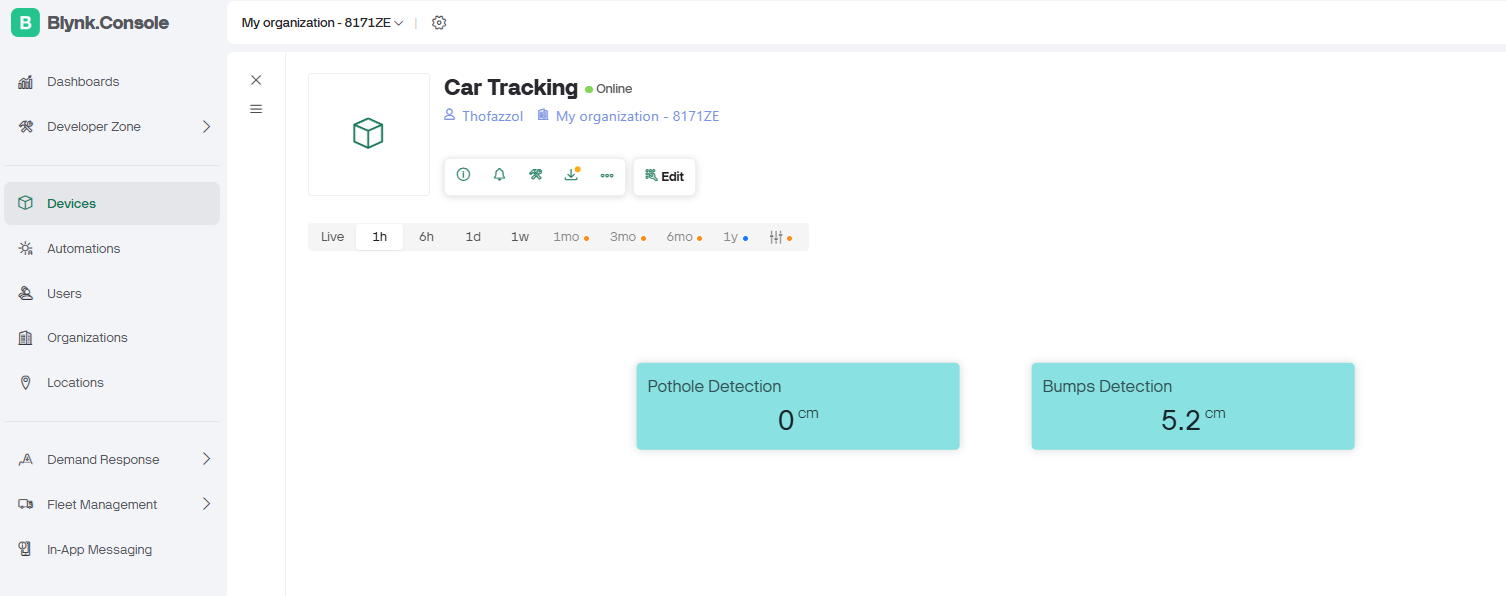 B Blynk.Console
My organization - 8171ZE
Dashboards
Developer Zone
Devices
Automations
Users
Organizations
Locations
Demand Response
Fleet Management
In-App Messaging
Car Tracking Online
Thofazzol My organization - 8171ZE
Edit
Live 1h 6h 1d 1w 1mo 3mo 6mo 1y
Pothole Detection
0 cm
Bumps Detection
5.2 cm